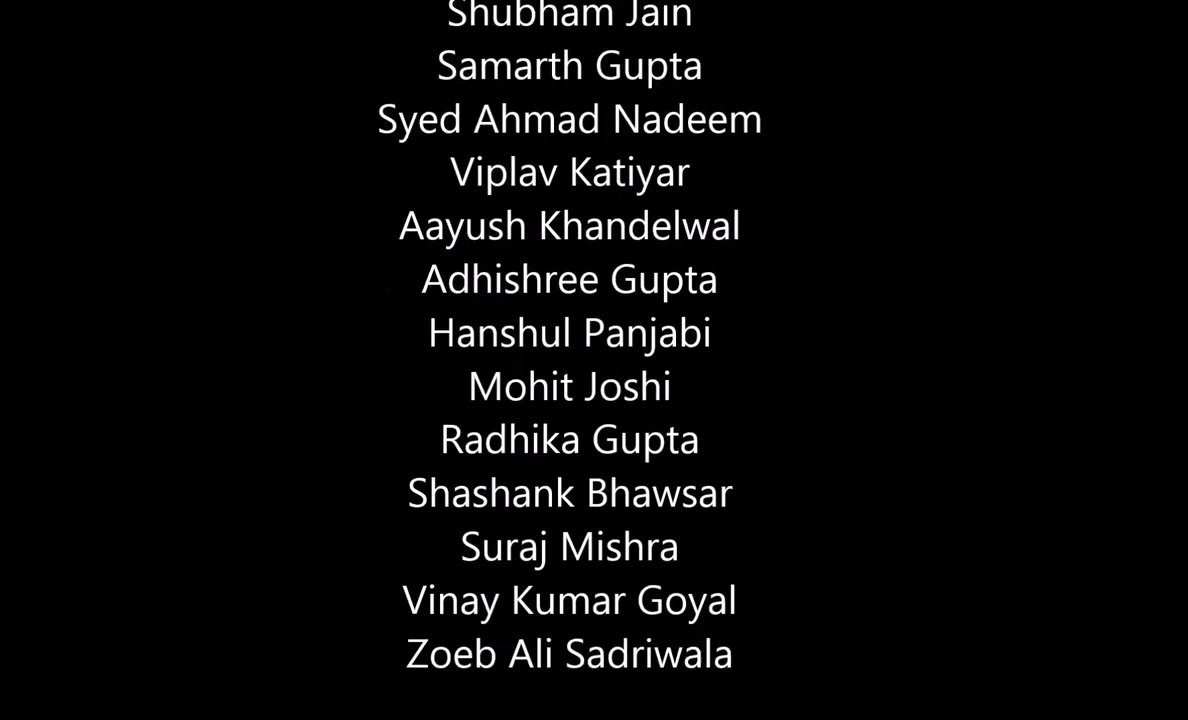 Shubham Jain
Samarth Gupta
Syed Ahmad Nadeem
Viplav Katiyar
Aayush Khandelwal
Adhishree Gupta
Hanshul Panjabi
Mohit Joshi
Radhika Gupta
Shashank Bhawsar
Suraj Mishra
Vinay Kumar Goyal
Zoeb Ali Sadriwala